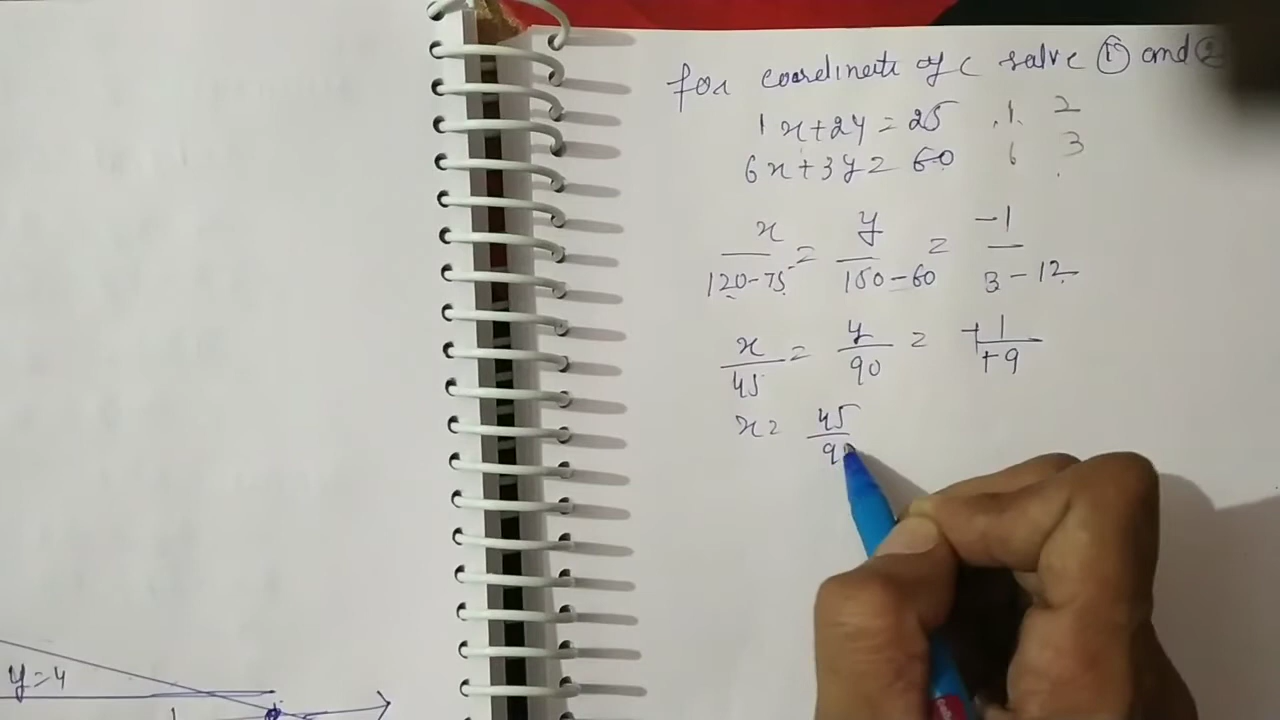 for coordinate of C solve ① and ②
1x+2y=25 1 2
6x+3y=60 6 3
x/120-75 = y/150-60 = -1/3-12
x/45 = y/90 = +1/+9
x= 45/9
y=4